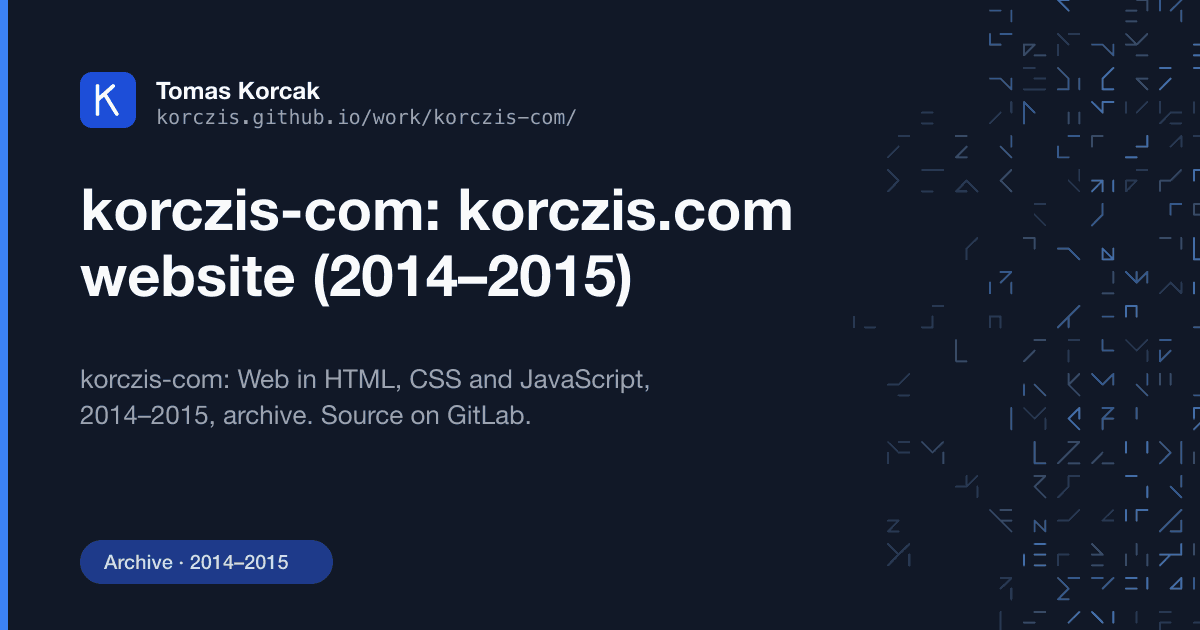 K
Tomas Korcak
korczis.github.io/work/korczis-com/
korczis-com: korczis.com
website (2014–2015)
korczis-com: Web in HTML, CSS and JavaScript,
2014–2015, archive. Source on GitLab.
Archive · 2014–2015